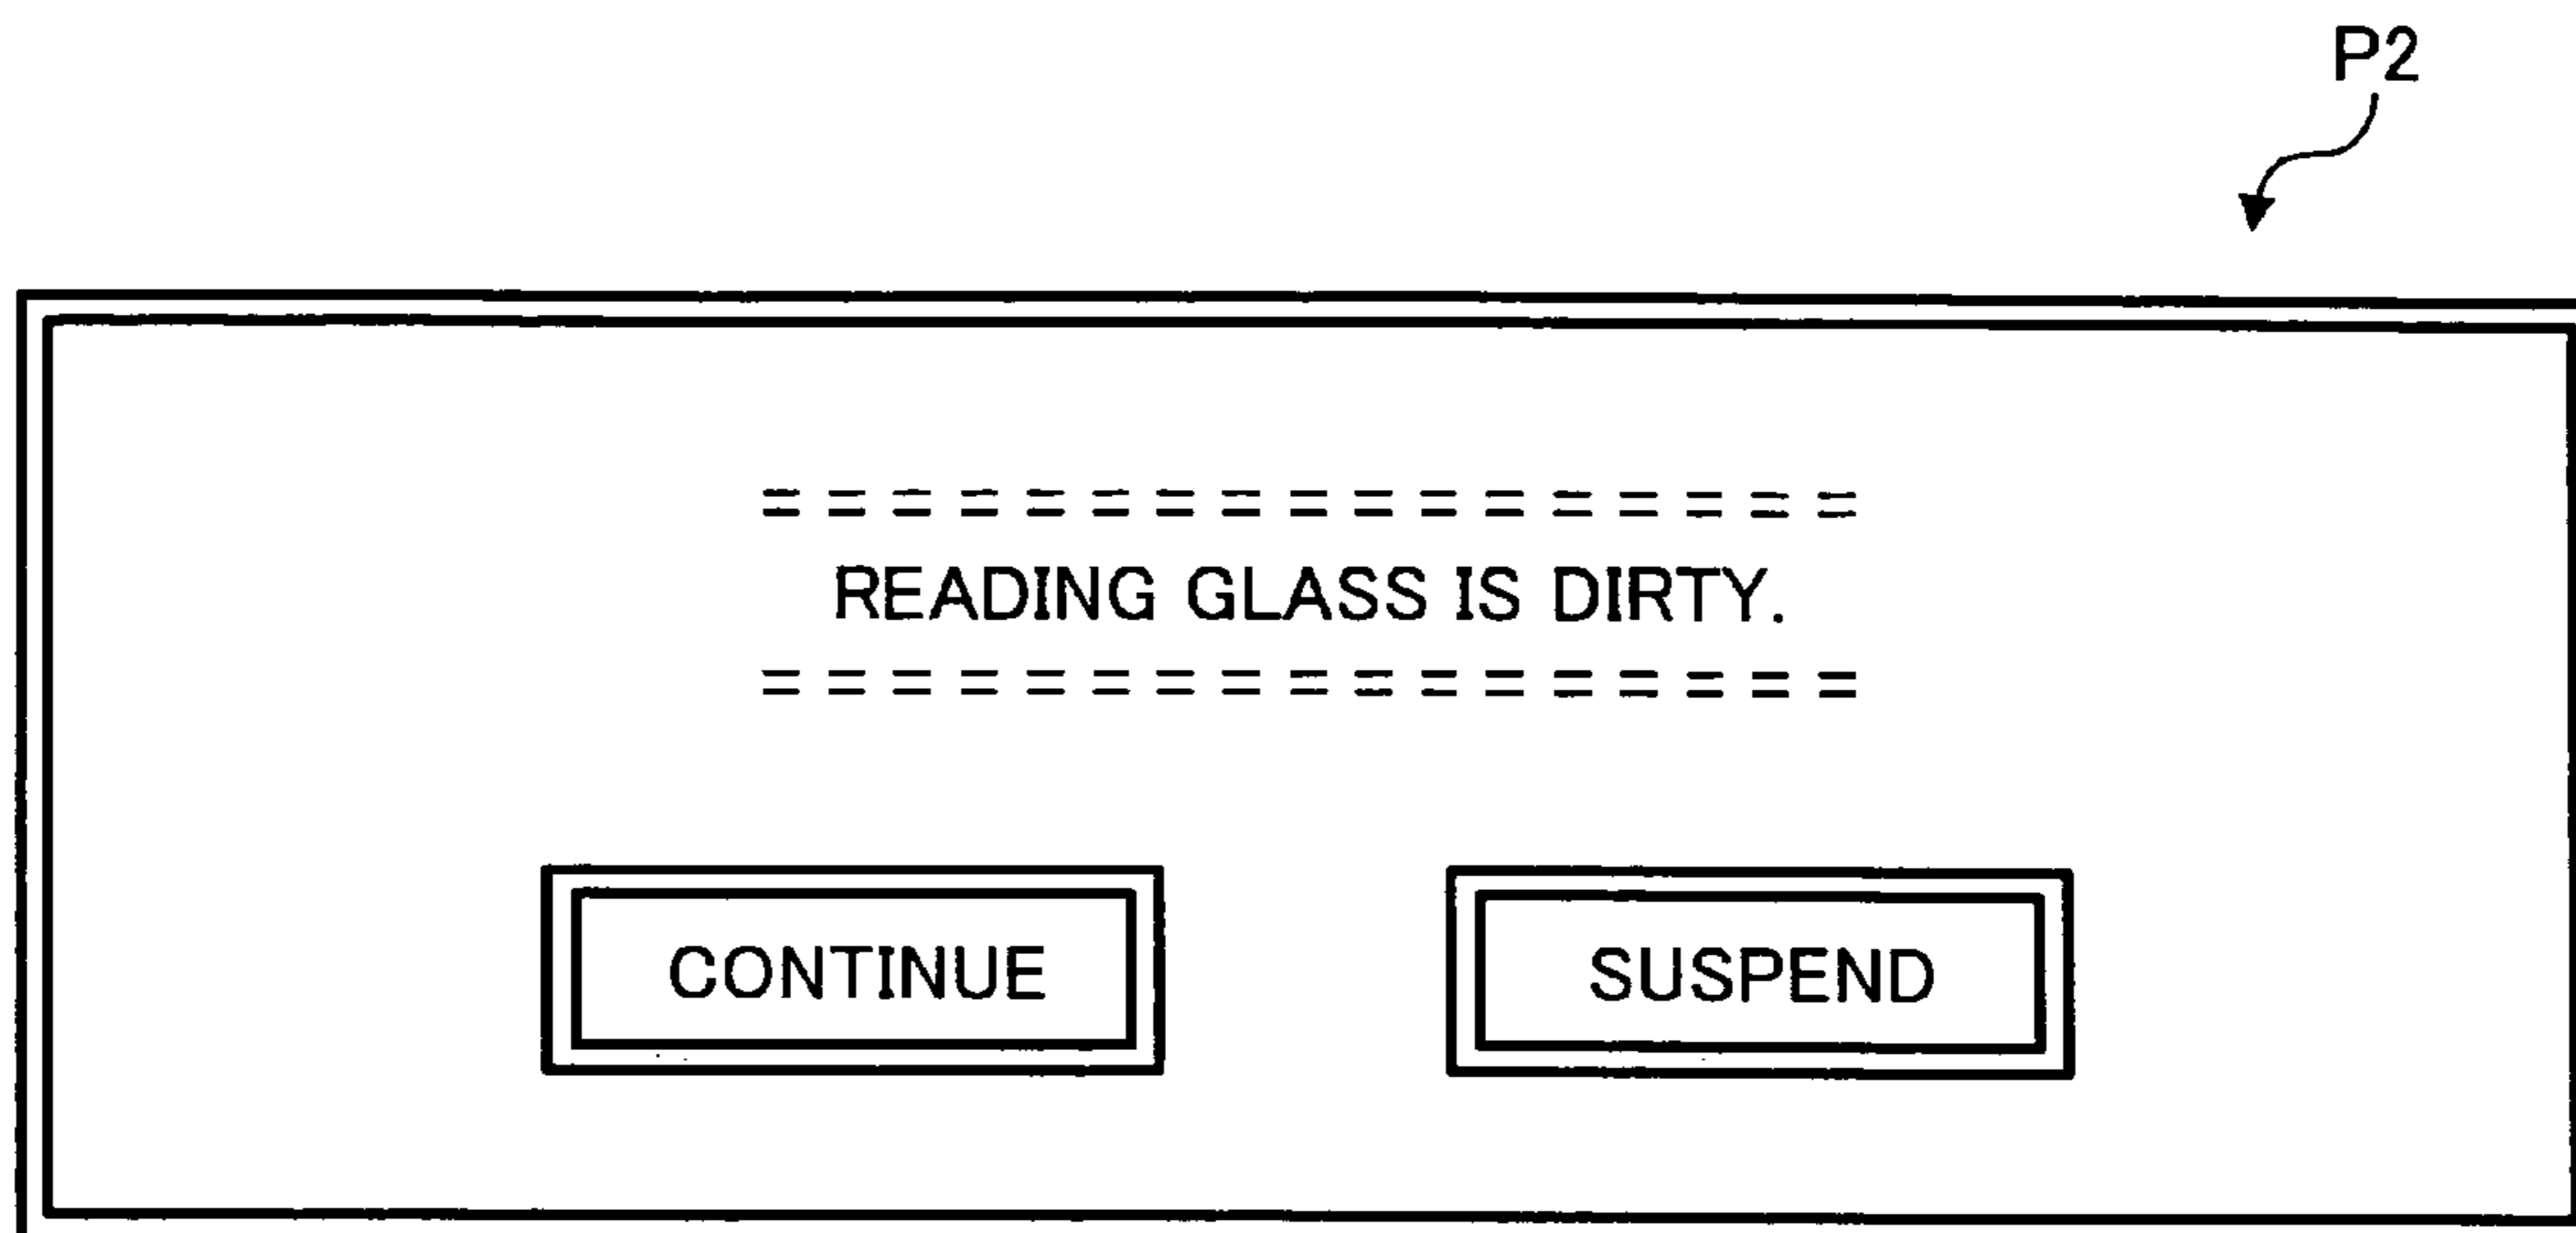 P2
= = = = = = = = = = = = = = = = =
READING GLASS IS DIRTY.
= = = = = = = = = = = = = = = = =
CONTINUE
SUSPEND